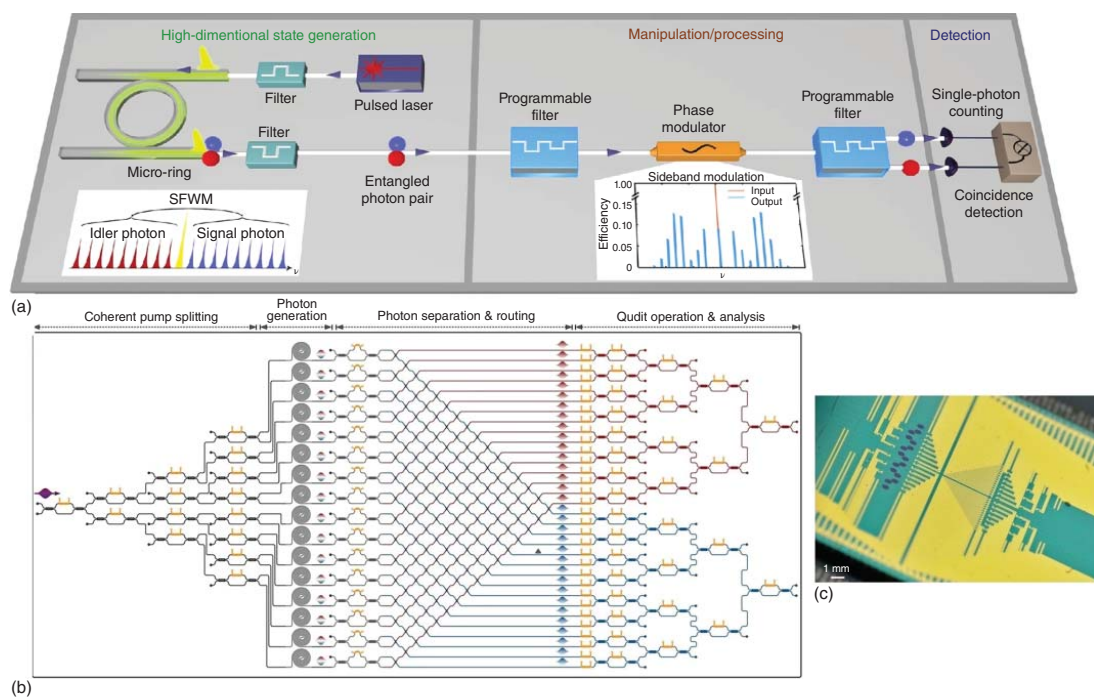 High-dimentional state generation
Manipulation/processing
Detection
Filter
Pulsed laser
Filter
Micro-ring
Entangled
photon pair
Programmable
filter
Phase
modulator
Programmable
filter
Single-photon
counting
Coincidence
detection
SFWM
Idler photon
Signal photon
ν
Sideband modulation
1.00
0.15
0.10
0.05
0
Efficiency
Input
Output
ν
(a)
Coherent pump splitting
Photon
generation
Photon separation & routing
Qudit operation & analysis
(b)
1 mm
(c)